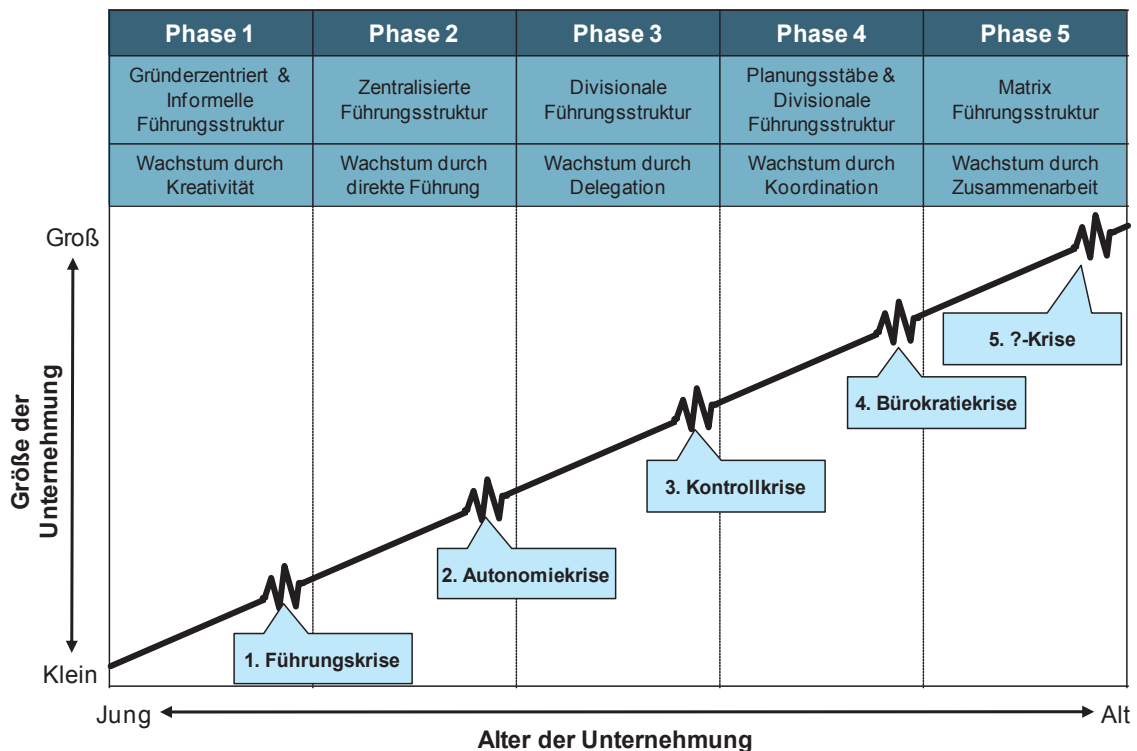 Phase 1
Phase 2
Phase 3
Phase 4
Phase 5
Gründerzentriert &
Informelle
Führungsstruktur
Zentralisierte
Führungsstruktur
Divisionale
Führungsstruktur
Planungsstäbe &
Divisionale
Führungsstruktur
Matrix
Führungsstruktur
Wachstum durch
Kreativität
Wachstum durch
direkte Führung
Wachstum durch
Delegation
Wachstum durch
Koordination
Wachstum durch
Zusammenarbeit
Groß
5. ?-Krise
4. Bürokratiekrise
3. Kontrollkrise
2. Autonomiekrise
1. Führungskrise
Größe der
Unternehmung
Klein
Jung
Alt
Alter der Unternehmung